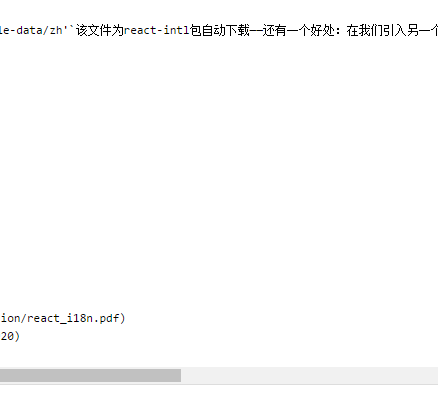 le-data/zh'`该文件为react-intl包自动下载——还有一个好处：在我们引入另一个
ion/react_i18n.pdf)
20)